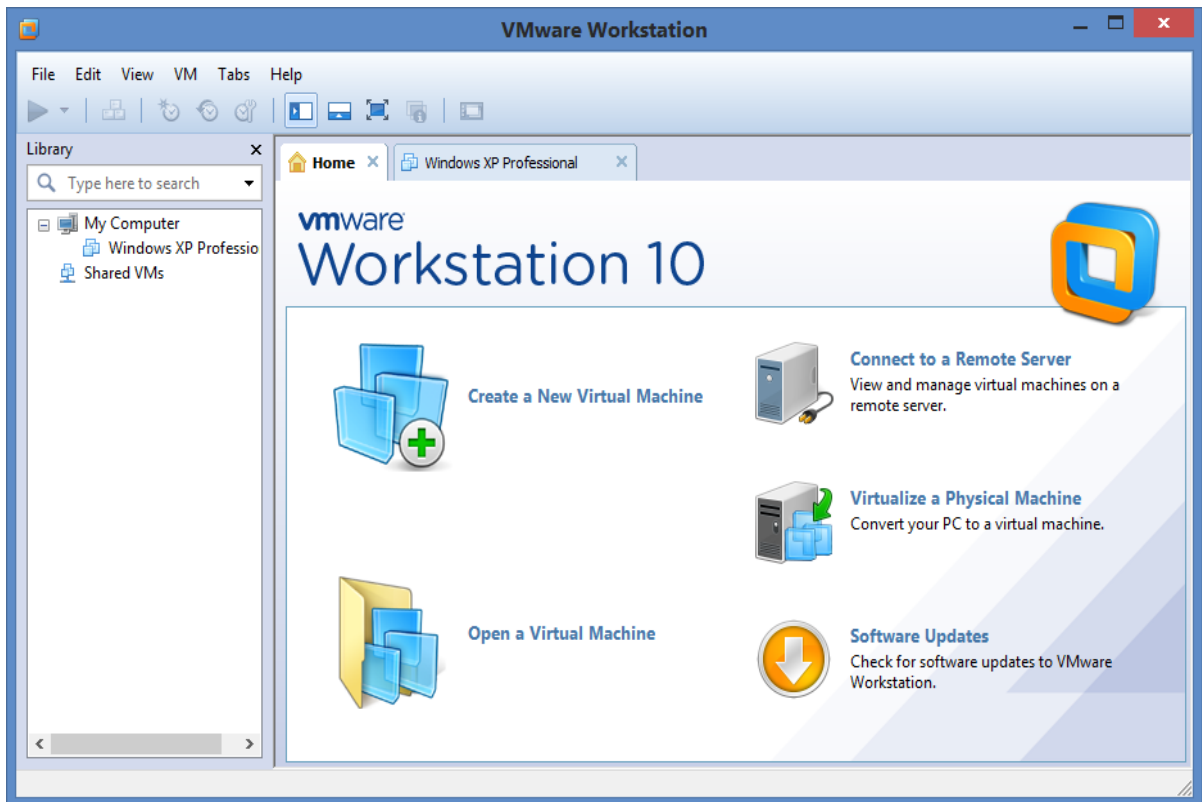 VMware Workstation
File Edit View VM Tabs Help
Library
Type here to search
My Computer
Windows XP Professio
Shared VMs
Home
Windows XP Professional
vmware
Workstation 10
Create a New Virtual Machine
Open a Virtual Machine
Connect to a Remote Server
View and manage virtual machines on a
remote server.
Virtualize a Physical Machine
Convert your PC to a virtual machine.
Software Updates
Check for software updates to VMware
Workstation.